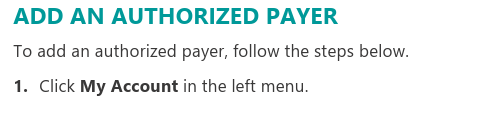 ADD AN AUTHORIZED PAYER
To add an authorized payer, follow the steps below.
1. Click My Account in the left menu.